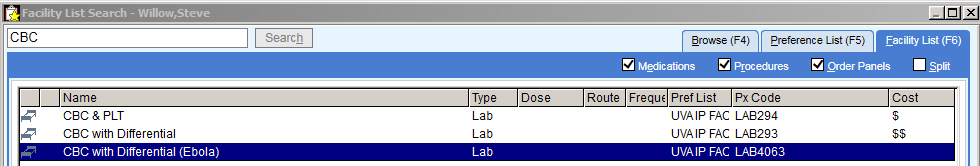 Facility List Search - Willow,Steve
CBC Search Browse (F4) Preference List (F5) Facility List (F6)
Medications Procedures Order Panels Split
Name Type Dose Route Freque Pref List Px Code Cost
CBC & PLT Lab UVA IP FAC LAB294 $
CBC with Differential Lab UVA IP FAC LAB293 $$
CBC with Differential (Ebola) Lab UVA IP FAC LAB4063